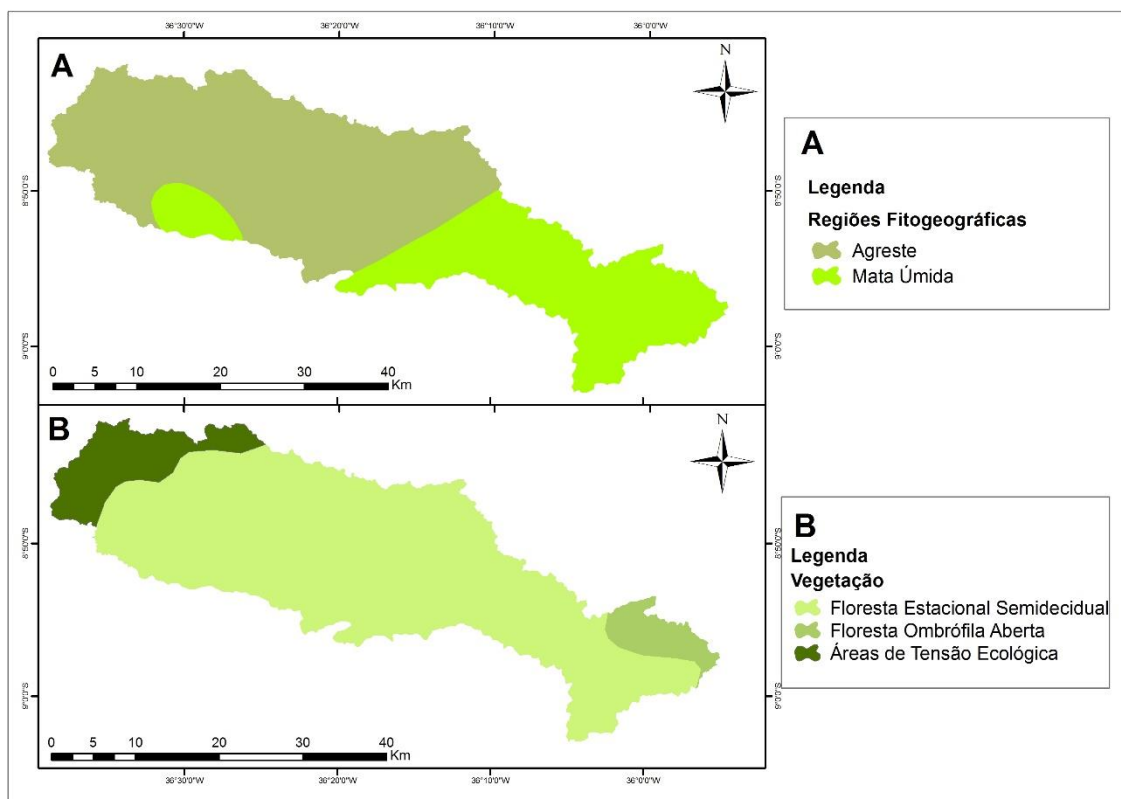 36°30'0"W 36°20'0"W 36°10'0"W 36°0'0"W
A
N
8°50'0"S 8°50'0"S
9°0'0"S 9°0'0"S
0 5 10 20 30 40
Km
A
Legenda
Regiões Fitogeográficas
Agreste
Mata Úmida
B
N
8°50'0"S 8°50'0"S
9°0'0"S 9°0'0"S
0 5 10 20 30 40
Km
36°30'0"W 36°20'0"W 36°10'0"W 36°0'0"W
B
Legenda
Vegetação
Floresta Estacional Semidecidual
Floresta Ombrófila Aberta
Áreas de Tensão Ecológica